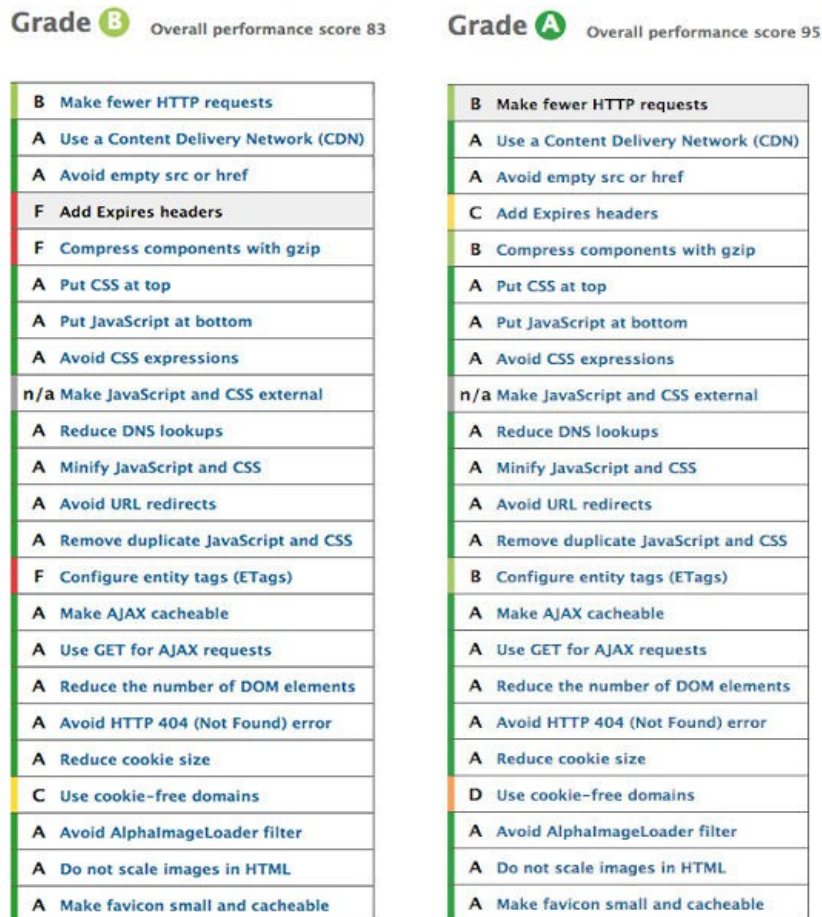 Grade B Overall performance score 83
B Make fewer HTTP requests
A Use a Content Delivery Network (CDN)
A Avoid empty src or href
F Add Expires headers
F Compress components with gzip
A Put CSS at top
A Put JavaScript at bottom
A Avoid CSS expressions
n/a Make JavaScript and CSS external
A Reduce DNS lookups
A Minify JavaScript and CSS
A Avoid URL redirects
A Remove duplicate JavaScript and CSS
F Configure entity tags (ETags)
A Make AJAX cacheable
A Use GET for AJAX requests
A Reduce the number of DOM elements
A Avoid HTTP 404 (Not Found) error
A Reduce cookie size
C Use cookie-free domains
A Avoid AlphaImageLoader filter
A Do not scale images in HTML
A Make favicon small and cacheable
Grade A Overall performance score 95
B Make fewer HTTP requests
A Use a Content Delivery Network (CDN)
A Avoid empty src or href
C Add Expires headers
B Compress components with gzip
A Put CSS at top
A Put JavaScript at bottom
A Avoid CSS expressions
n/a Make JavaScript and CSS external
A Reduce DNS lookups
A Minify JavaScript and CSS
A Avoid URL redirects
A Remove duplicate JavaScript and CSS
B Configure entity tags (ETags)
A Make AJAX cacheable
A Use GET for AJAX requests
A Reduce the number of DOM elements
A Avoid HTTP 404 (Not Found) error
A Reduce cookie size
D Use cookie-free domains
A Avoid AlphaImageLoader filter
A Do not scale images in HTML
A Make favicon small and cacheable